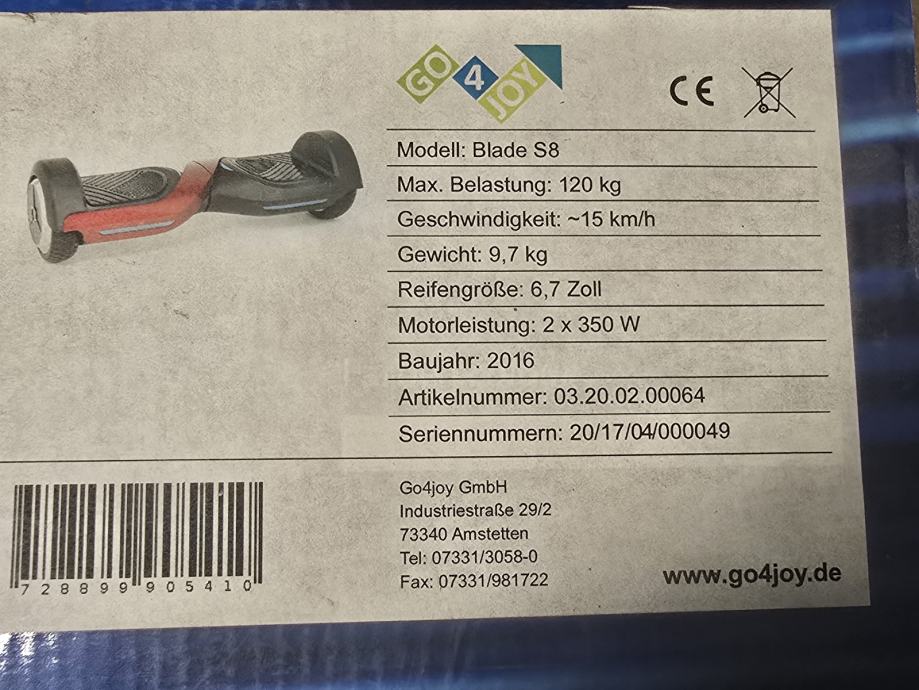 GO
4
JOY
CE
Modell: Blade S8
Max. Belastung: 120 kg
Geschwindigkeit: ~15 km/h
Gewicht: 9,7 kg
Reifengröße: 6,7 Zoll
Motorleistung: 2 x 350 W
Baujahr: 2016
Artikelnummer: 03.20.02.00064
Seriennummern: 20/17/04/000049
Go4joy GmbH
Industriestraße 29/2
73340 Amstetten
Tel: 07331/3058-0
Fax: 07331/981722
www.go4joy.de
728899905410